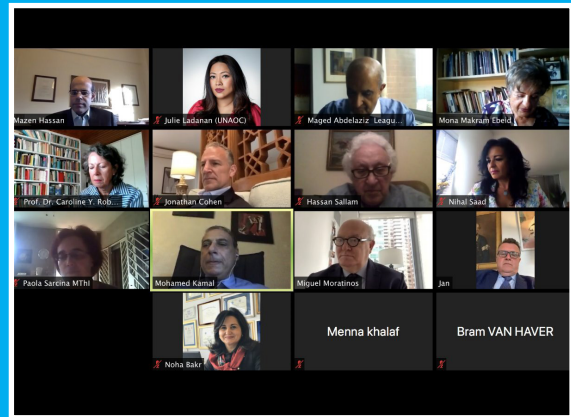 Mazen Hassan
Julie Ladanan (UNAOC)
Maged Abdelaziz Leagu...
Mona Makram Ebeid
Prof. Dr. Caroline Y. Rob...
Jonathan Cohen
Hassan Sallam
Nihal Saad
Paola Sarcina MThI
Mohamed Kamal
Miguel Moratinos
Jan
Noha Bakr
Menna khalaf
Bram VAN HAVER